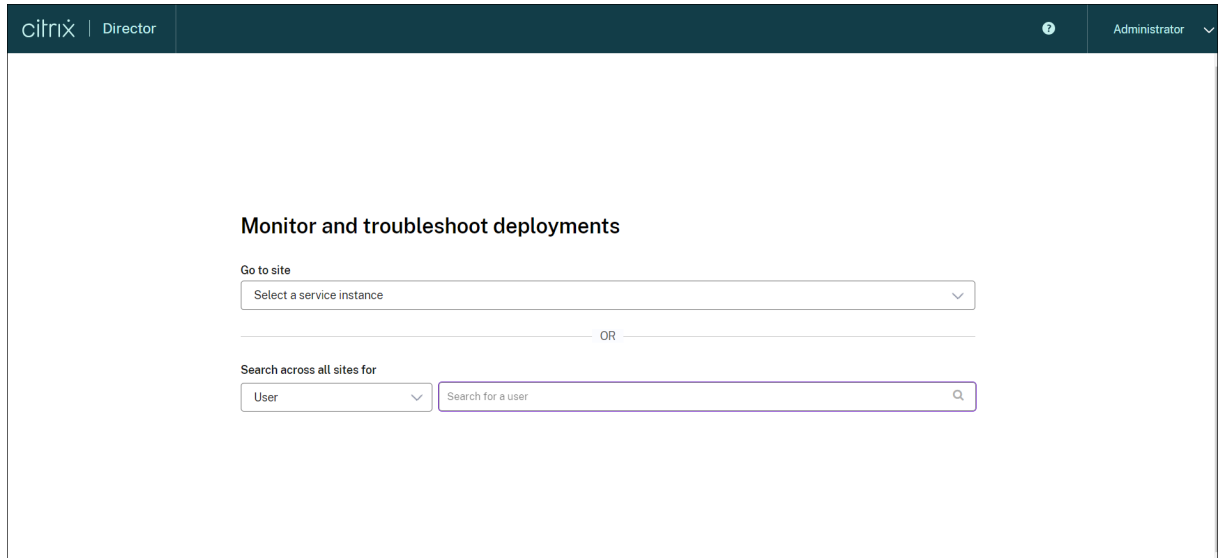 citrix | Director
? Administrator
Monitor and troubleshoot deployments
Go to site
Select a service instance
OR
Search across all sites for
User Search for a user